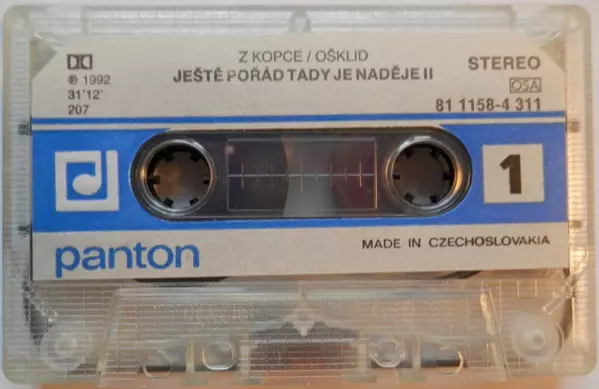 Z KOPCE / OŠKLID
JEŠTĚ POŘÁD TADY JE NADĚJE II
℗ 1992
31'12'
207
STEREO
OSA
81 1158-4 311
1
panton
MADE IN CZECHOSLOVAKIA